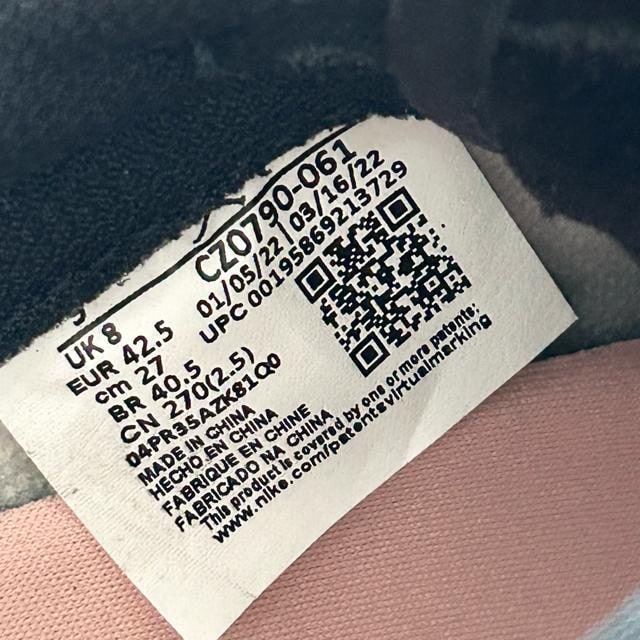 CZ0790-061
01/05/22 | 03/16/22
UPC 00195869213729
UK 8
EUR 42.5
cm 27
BR 40.5
CN 270(2.5)
04PR35AZK81Q0
MADE IN CHINA
HECHO EN CHINA
FABRIQUE EN CHINE
FABRICADO NA CHINA
This product is covered by one or more patents:
www.nike.com/patentsvirtualmarking